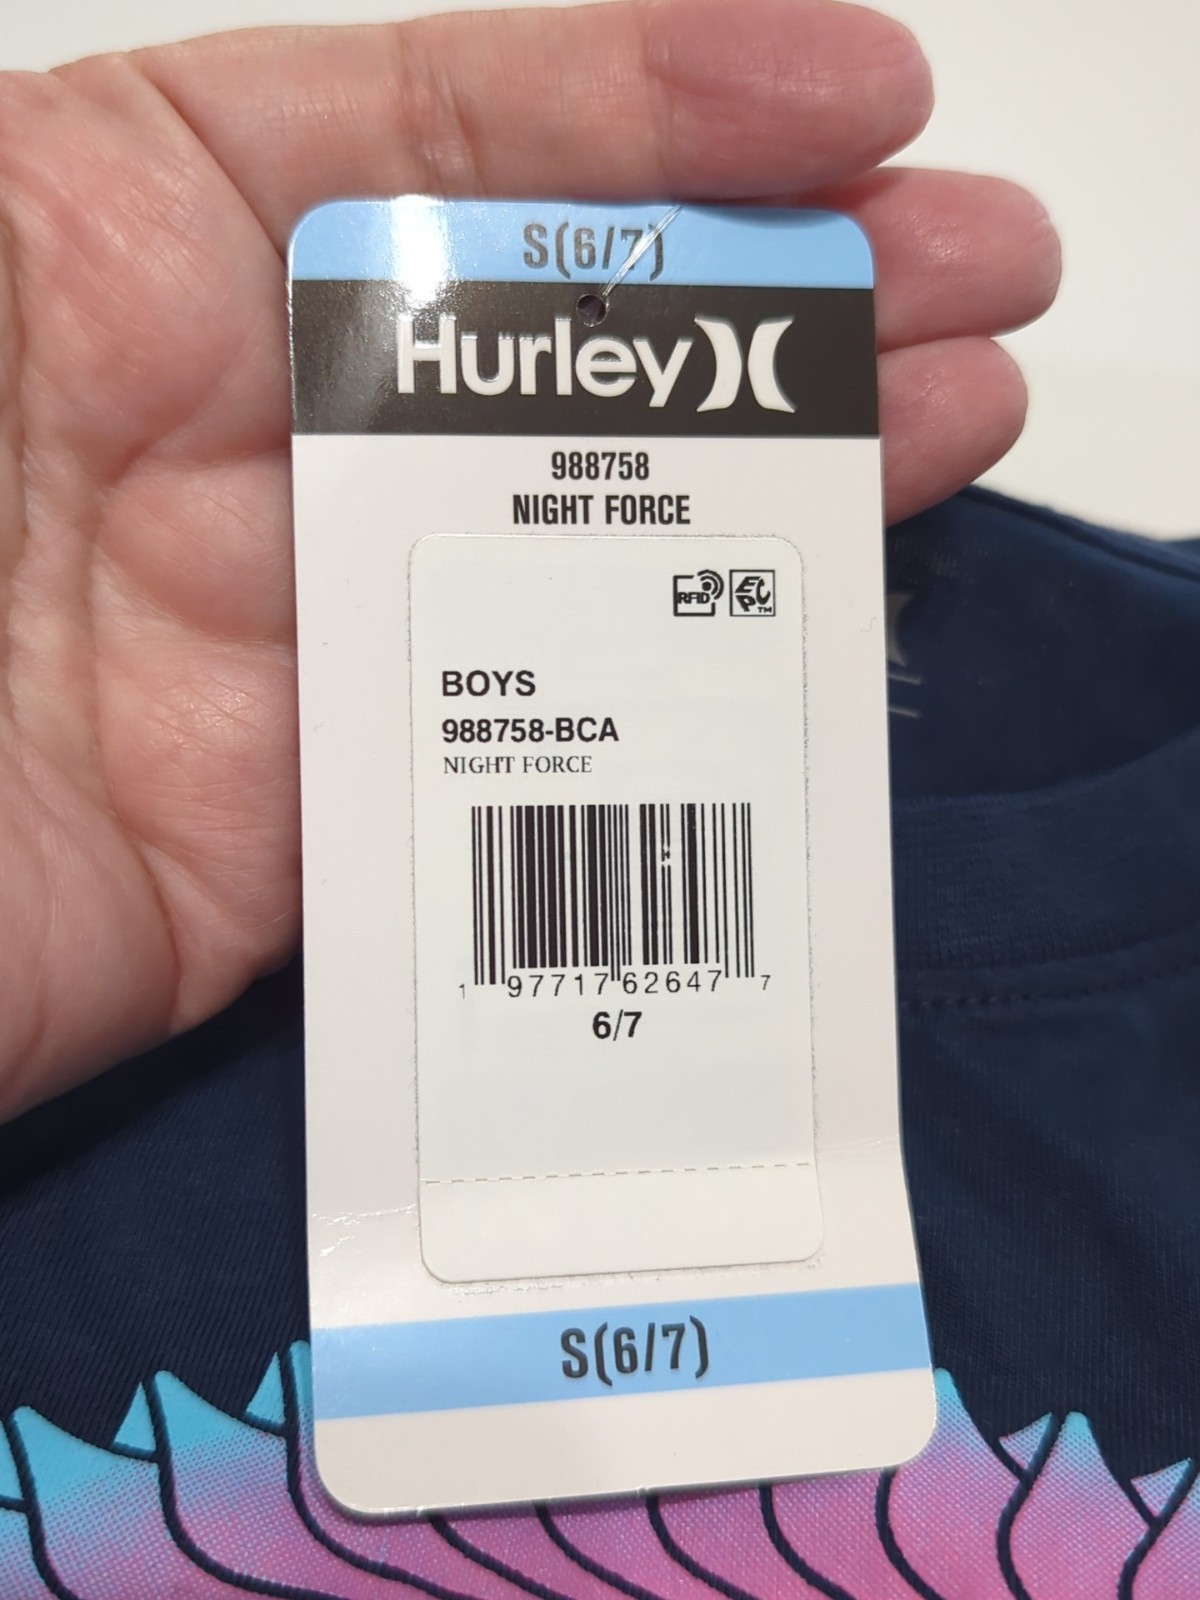 S(6/7)
Hurley
988758
NIGHT FORCE
RFID
EPC™
BOYS
988758-BCA
NIGHT FORCE
1 97717 62647 7
6/7
S(6/7)